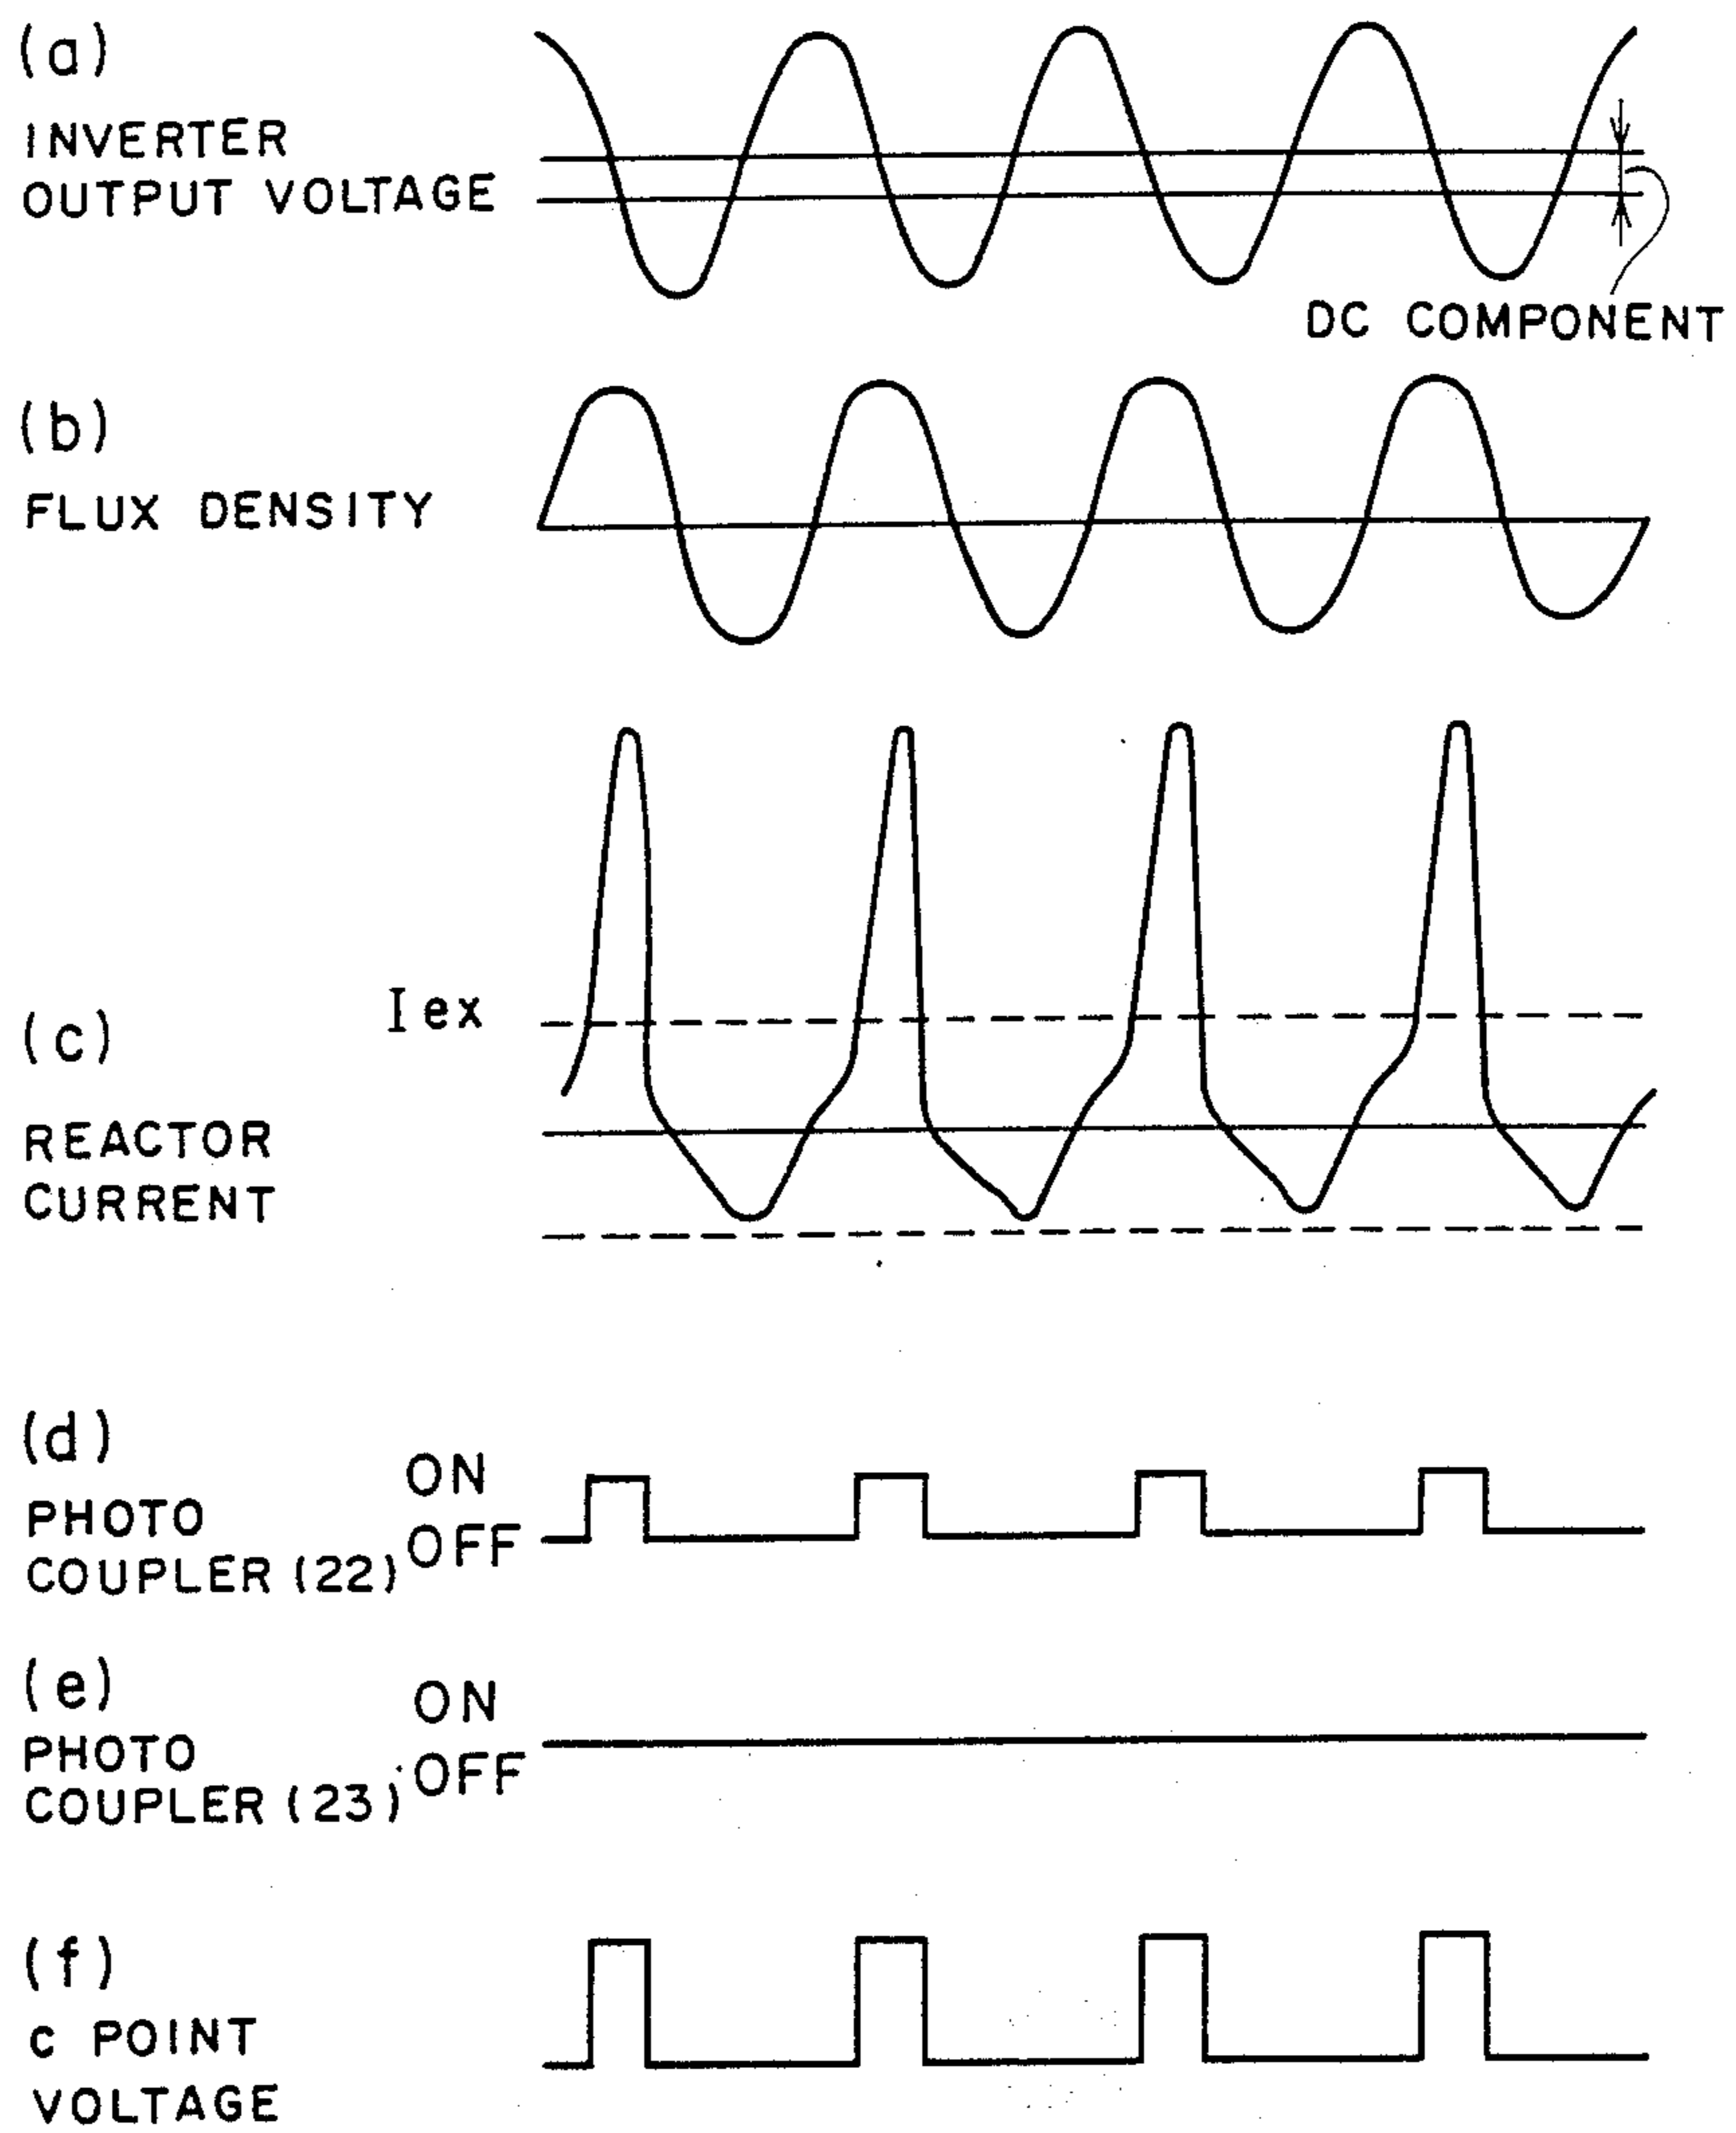 (a)
INVERTER
OUTPUT VOLTAGE
DC COMPONENT
(b)
FLUX DENSITY
Iex
(c)
REACTOR
CURRENT
(d)
ON
PHOTO
OFF
COUPLER (22)
(e)
ON
PHOTO
OFF
COUPLER (23)
(f)
c POINT
VOLTAGE